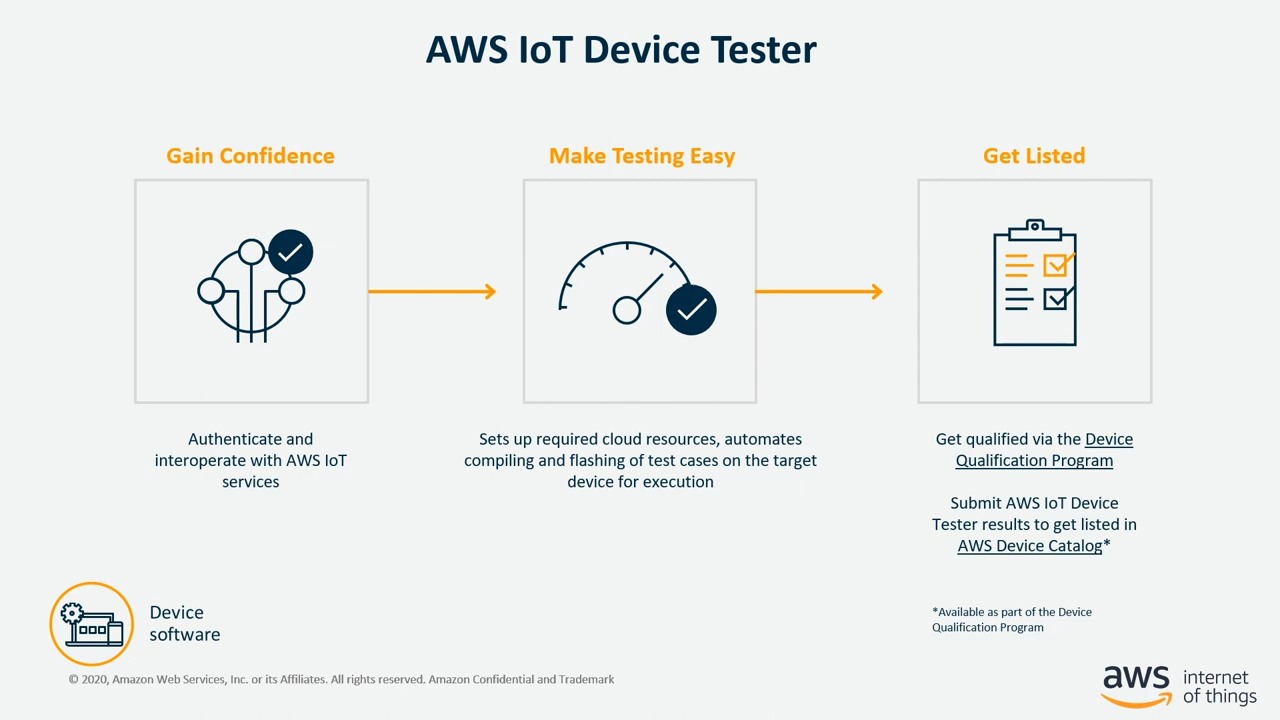 AWS IoT Device Tester
Gain Confidence
Make Testing Easy
Get Listed
Authenticate and
interoperate with AWS IoT
services
Sets up required cloud resources, automates
compiling and flashing of test cases on the target
device for execution
Get qualified via the Device
Qualification Program
Submit AWS IoT Device
Tester results to get listed in
AWS Device Catalog*
Device
software
*Available as part of the Device
Qualification Program
© 2020, Amazon Web Services, Inc. or its Affiliates. All rights reserved. Amazon Confidential and Trademark
aws
internet
of things